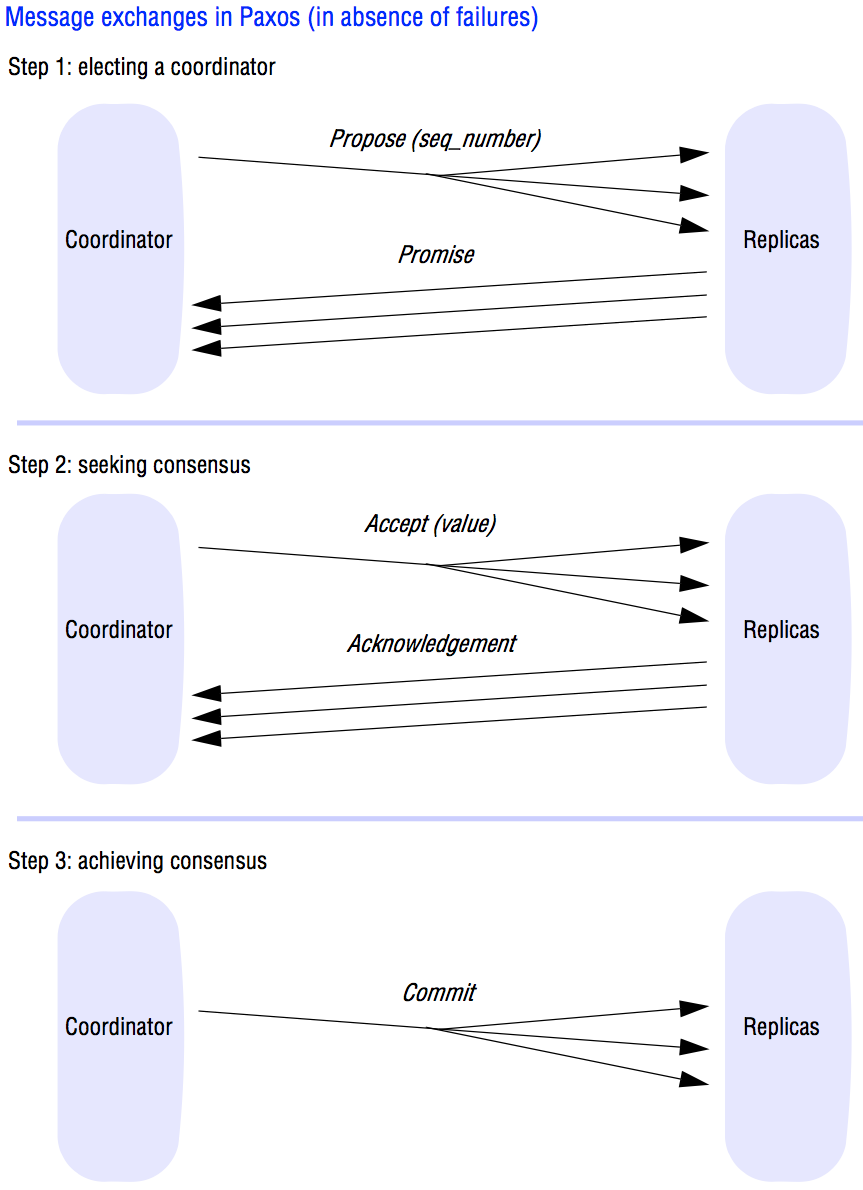 Message exchanges in Paxos (in absence of failures)
Step 1: electing a coordinator
Propose (seq_number)
Coordinator
Replicas
Promise
Step 2: seeking consensus
Accept (value)
Coordinator
Replicas
Acknowledgement
Step 3: achieving consensus
Commit
Coordinator
Replicas